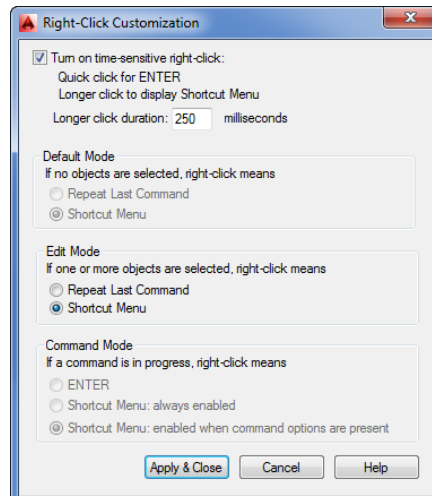 Right-Click Customization
Turn on time-sensitive right-click:
Quick click for ENTER
Longer click to display Shortcut Menu
Longer click duration: 250 milliseconds
Default Mode
If no objects are selected, right-click means
Repeat Last Command
Shortcut Menu
Edit Mode
If one or more objects are selected, right-click means
Repeat Last Command
Shortcut Menu
Command Mode
If a command is in progress, right-click means
ENTER
Shortcut Menu: always enabled
Shortcut Menu: enabled when command options are present
Apply & Close Cancel Help